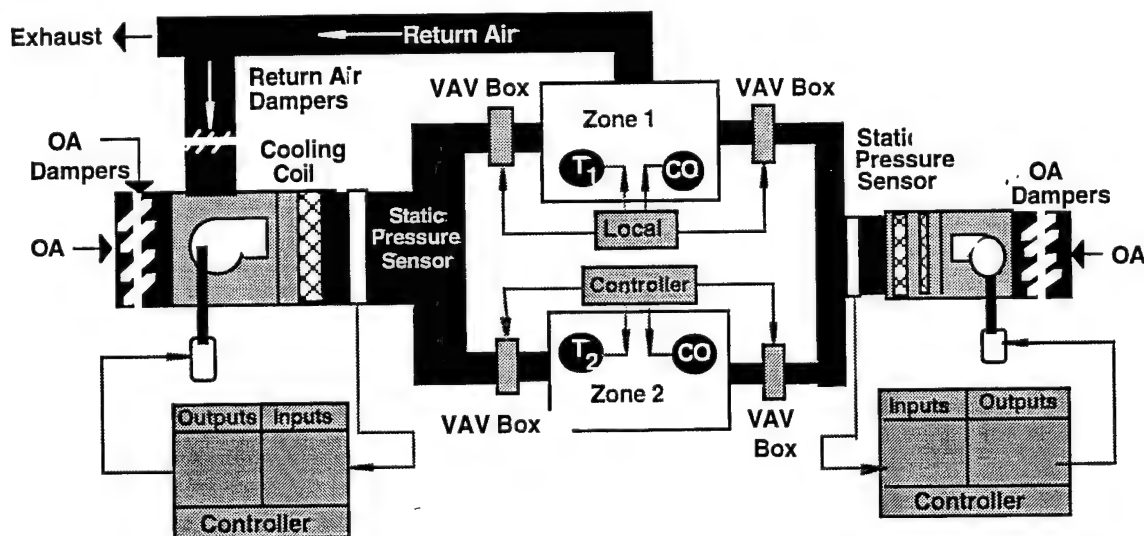 Exhaust
Return Air
Return Air
Dampers
VAV Box
VAV Box
Zone 1
OA
Dampers
Cooling
Coil
T1
CO
Static
Pressure
Sensor
OA
Dampers
Static
Pressure
Sensor
Local
OA
OA
Controller
T2
CO
Zone 2
VAV Box
VAV
Box
Outputs
Inputs
Controller
Inputs
Outputs
Controller